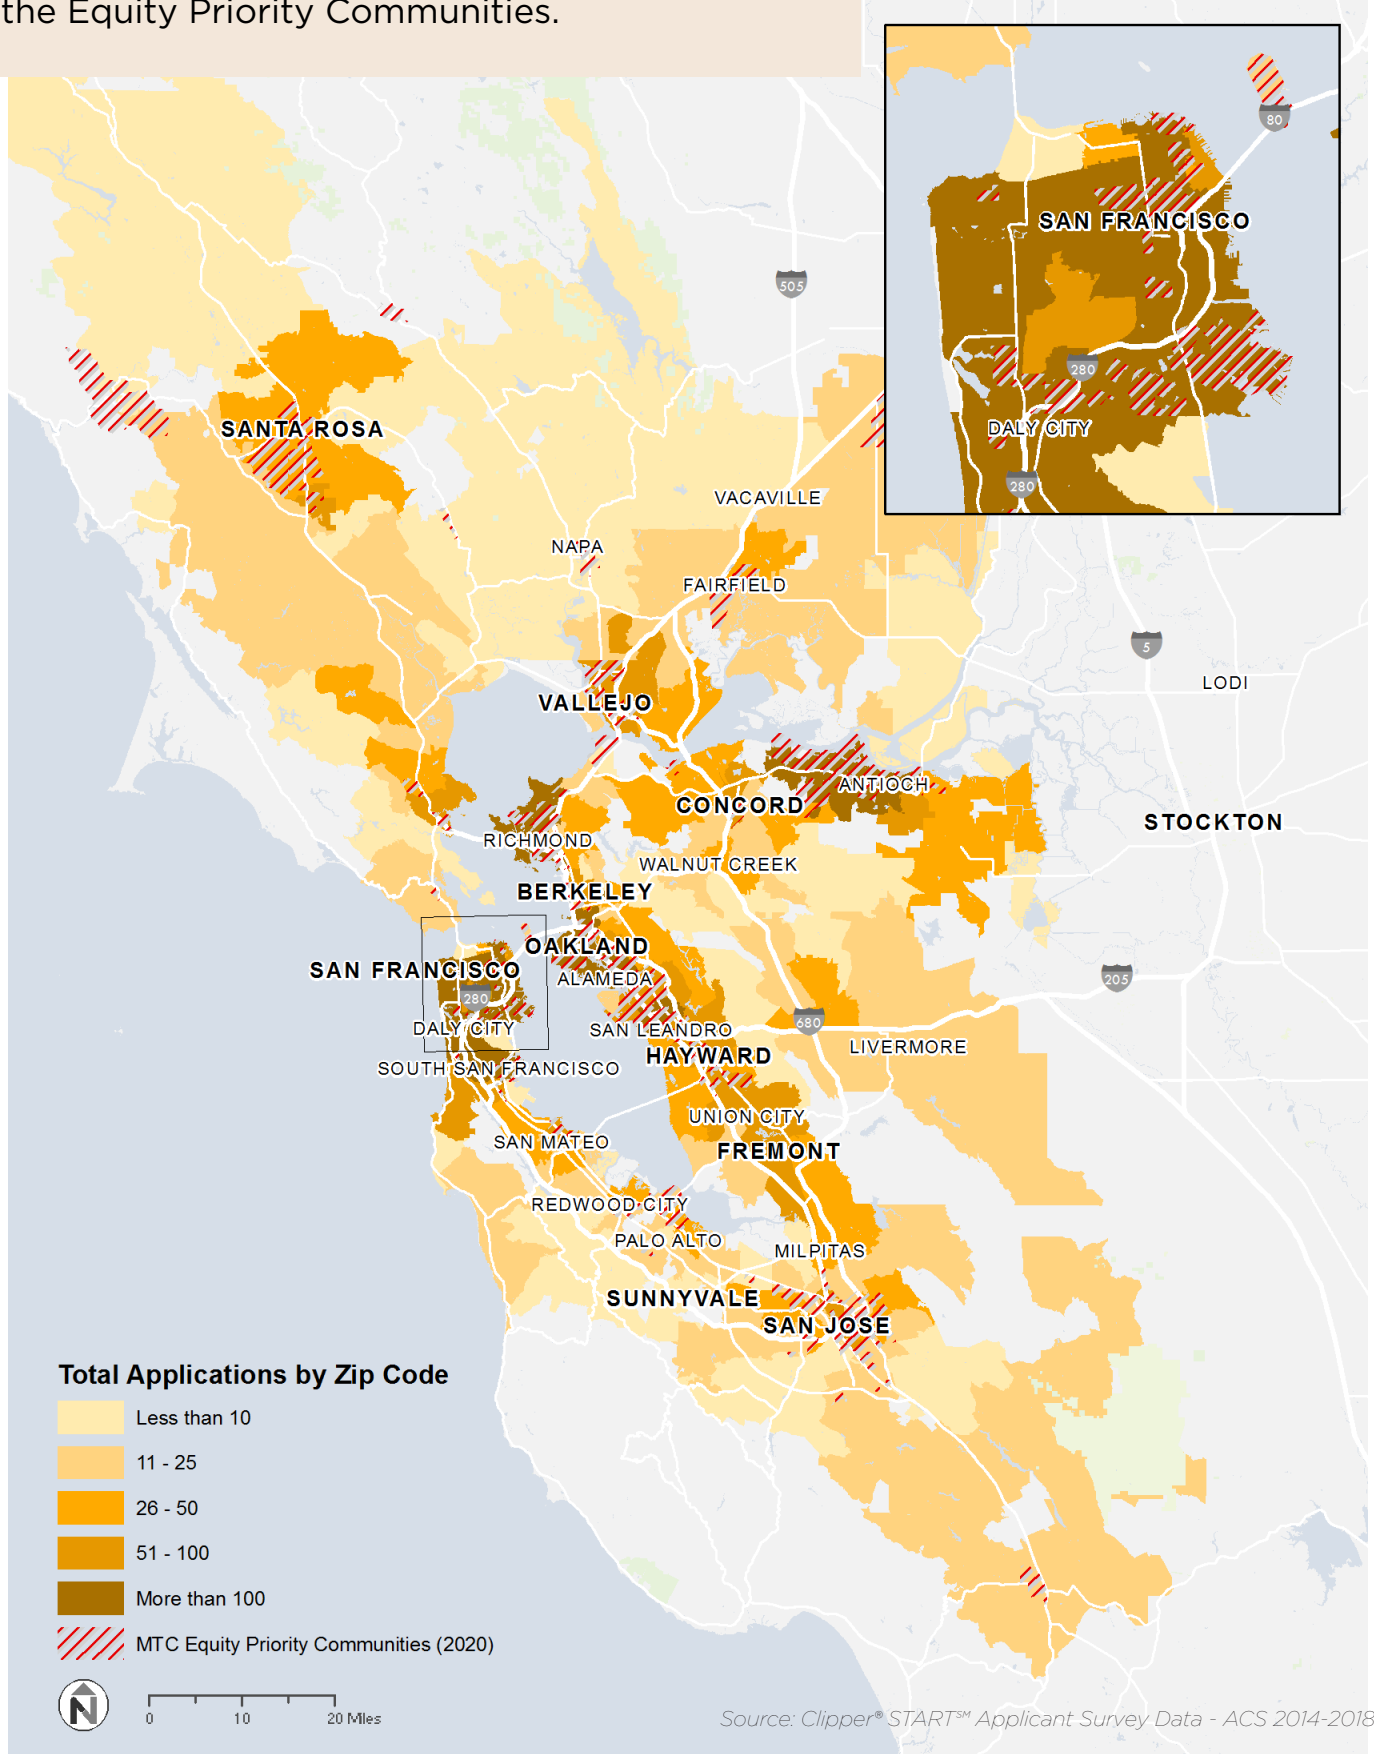 the Equity Priority Communities.
80
SAN FRANCISCO
280
DALY CITY
280
505
SANTA ROSA
VACAVILLE
NAPA
FAIRFIELD
5
LODI
VALLEJO
ANTIOCH
CONCORD
STOCKTON
RICHMOND
WALNUT CREEK
BERKELEY
OAKLAND
SAN FRANCISCO
ALAMEDA
205
280
680
DALY CITY
SAN LEANDRO
LIVERMORE
HAYWARD
SOUTH SAN FRANCISCO
UNION CITY
SAN MATEO
FREMONT
REDWOOD CITY
PALO ALTO
MILPITAS
SUNNYVALE
SAN JOSE
Total Applications by Zip Code
Less than 10
11 - 25
26 - 50
51 - 100
More than 100
MTC Equity Priority Communities (2020)
N
0 10 20 Miles
Source: Clipper® START℠ Applicant Survey Data - ACS 2014-2018